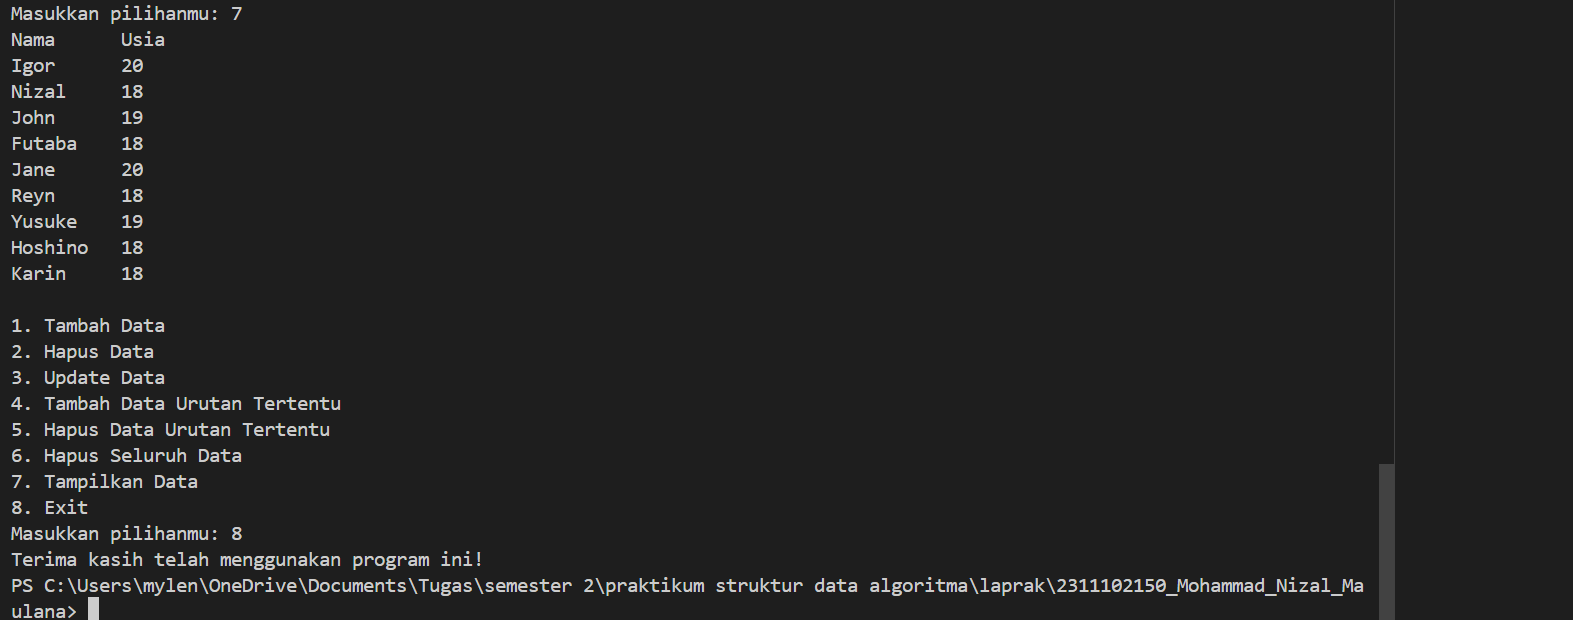 Masukkan pilihanmu: 7
Nama      Usia
Igor      20
Nizal     18
John      19
Futaba    18
Jane      20
Reyn      18
Yusuke    19
Hoshino   18
Karin     18

1. Tambah Data
2. Hapus Data
3. Update Data
4. Tambah Data Urutan Tertentu
5. Hapus Data Urutan Tertentu
6. Hapus Seluruh Data
7. Tampilkan Data
8. Exit
Masukkan pilihanmu: 8
Terima kasih telah menggunakan program ini!
PS C:\Users\mylen\OneDrive\Documents\Tugas\semester 2\praktikum struktur data algoritma\laprak\2311102150_Mohammad_Nizal_Ma
ulana>